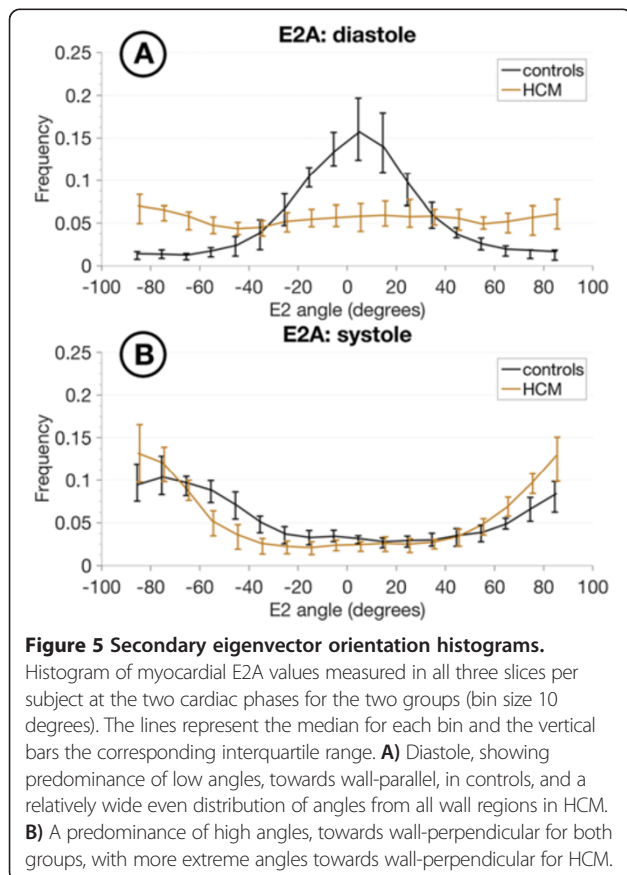 E2A: diastole
A
controls
HCM
0.25
0.2
0.15
0.1
0.05
0
Frequency
-100 -80 -60 -40 -20 0 20 40 60 80 100
E2 angle (degrees)
E2A: systole
B
controls
HCM
0.25
0.2
0.15
0.1
0.05
0
Frequency
-100 -80 -60 -40 -20 0 20 40 60 80 100
E2 angle (degrees)
Figure 5 Secondary eigenvector orientation histograms.
Histogram of myocardial E2A values measured in all three slices per
subject at the two cardiac phases for the two groups (bin size 10
degrees). The lines represent the median for each bin and the vertical
bars the corresponding interquartile range. A) Diastole, showing
predominance of low angles, towards wall-parallel, in controls, and a
relatively wide even distribution of angles from all wall regions in HCM.
B) A predominance of high angles, towards wall-perpendicular for both
groups, with more extreme angles towards wall-perpendicular for HCM.